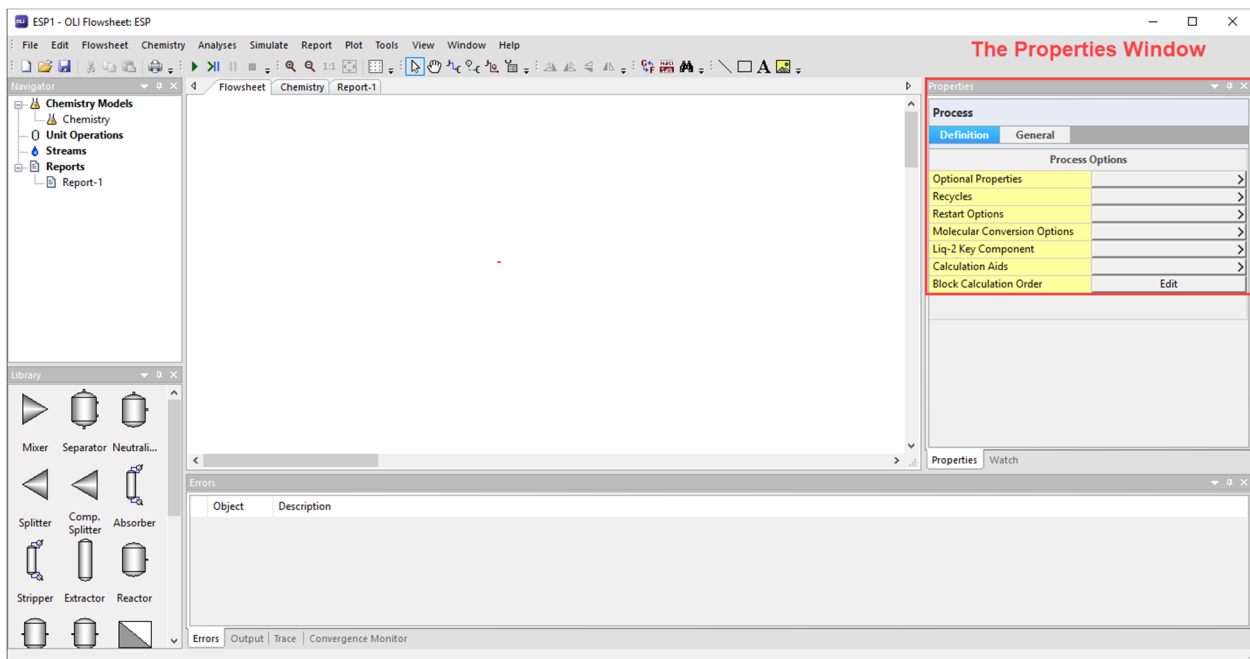 ESP1 - OLI Flowsheet: ESP
File Edit Flowsheet Chemistry Analyses Simulate Report Plot Tools View Window Help
The Properties Window
1:1
A
Navigator
Chemistry Models
Chemistry
Unit Operations
Streams
Reports
Report-1
Flowsheet Chemistry Report-1
Properties
Process
Definition General
Process Options
Optional Properties
Recycles
Restart Options
Molecular Conversion Options
Liq-2 Key Component
Calculation Aids
Block Calculation Order Edit
Properties Watch
Library
Mixer Separator Neutrali...
Splitter Comp. Splitter Absorber
Stripper Extractor Reactor
Errors
Object Description
Errors Output Trace Convergence Monitor